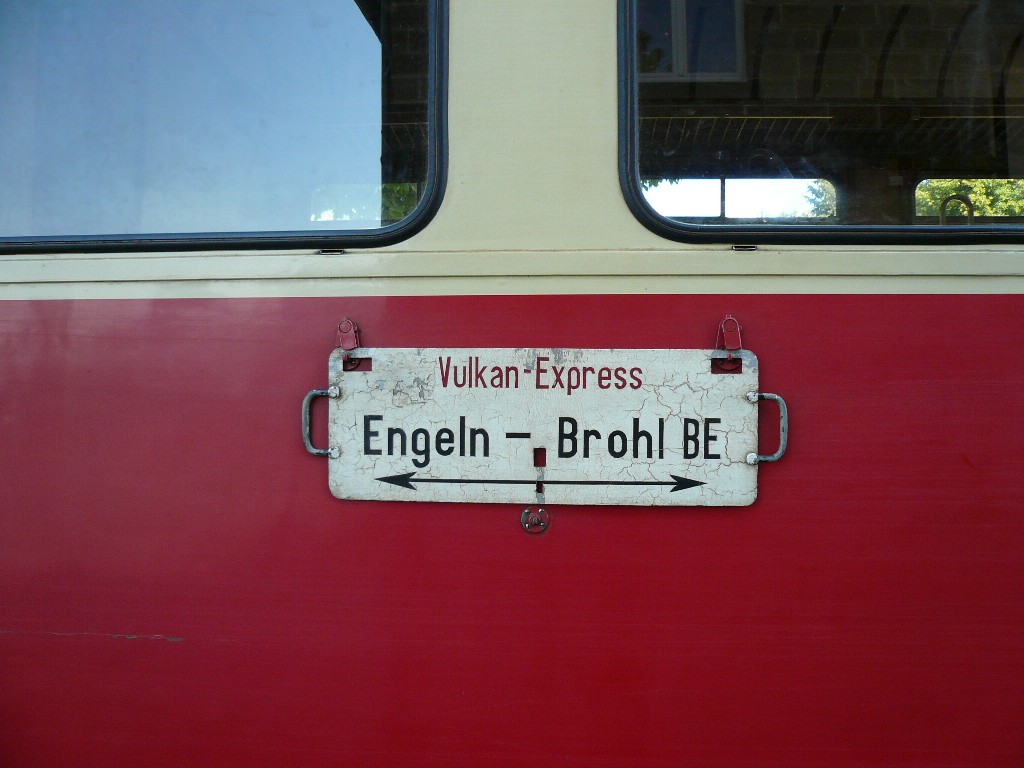 Vulkan-Express
Engeln - Brohl BE